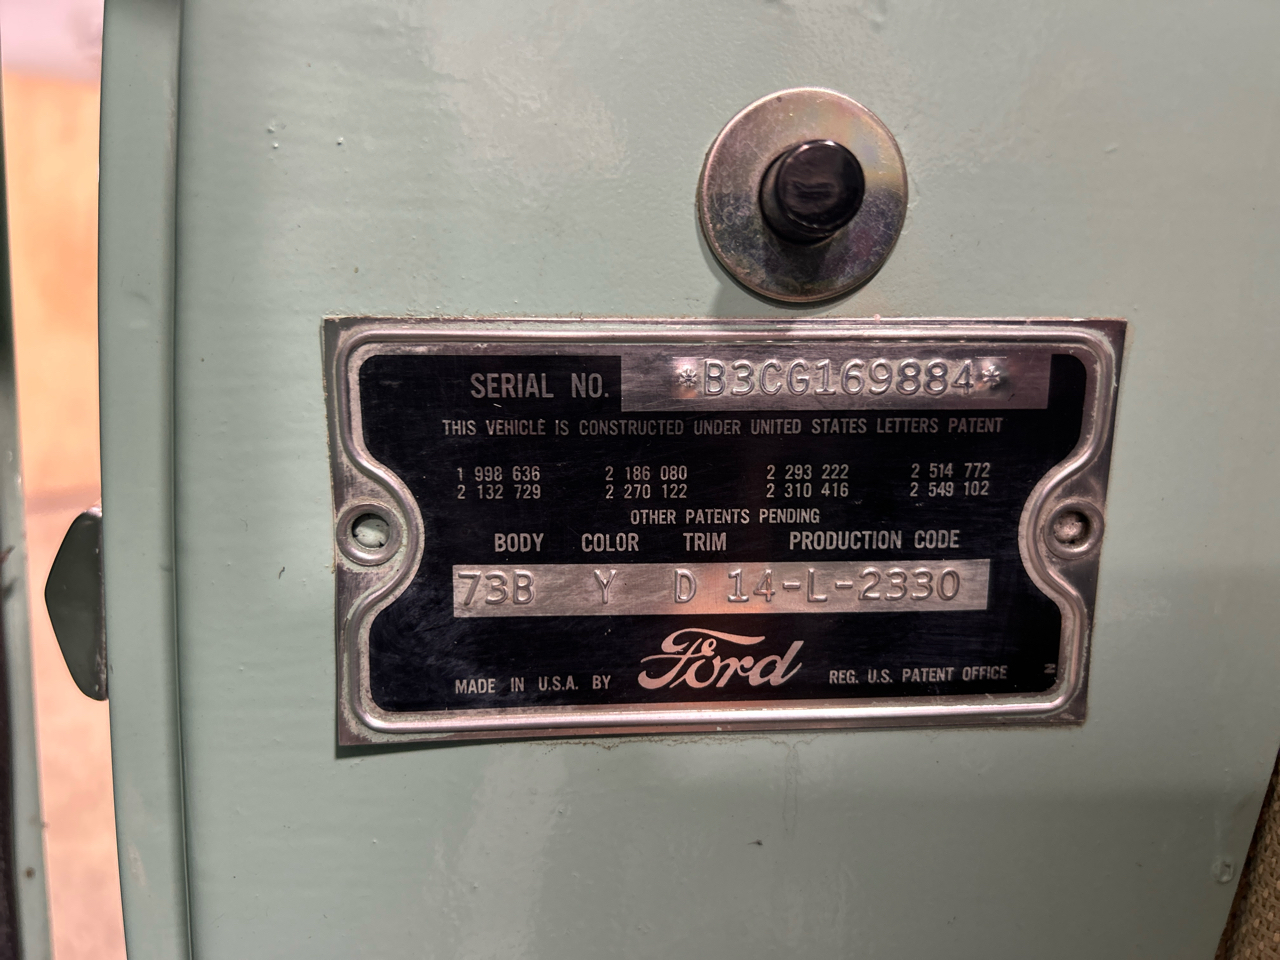 SERIAL NO. *B3CG169884*
THIS VEHICLE IS CONSTRUCTED UNDER UNITED STATES LETTERS PATENT
1 998 636 2 186 080 2 293 222 2 514 772
2 132 729 2 270 122 2 310 416 2 549 102
OTHER PATENTS PENDING
BODY COLOR TRIM PRODUCTION CODE
73B Y D 14-L-2330
MADE IN U.S.A. BY Ford REG. U.S. PATENT OFFICE
N